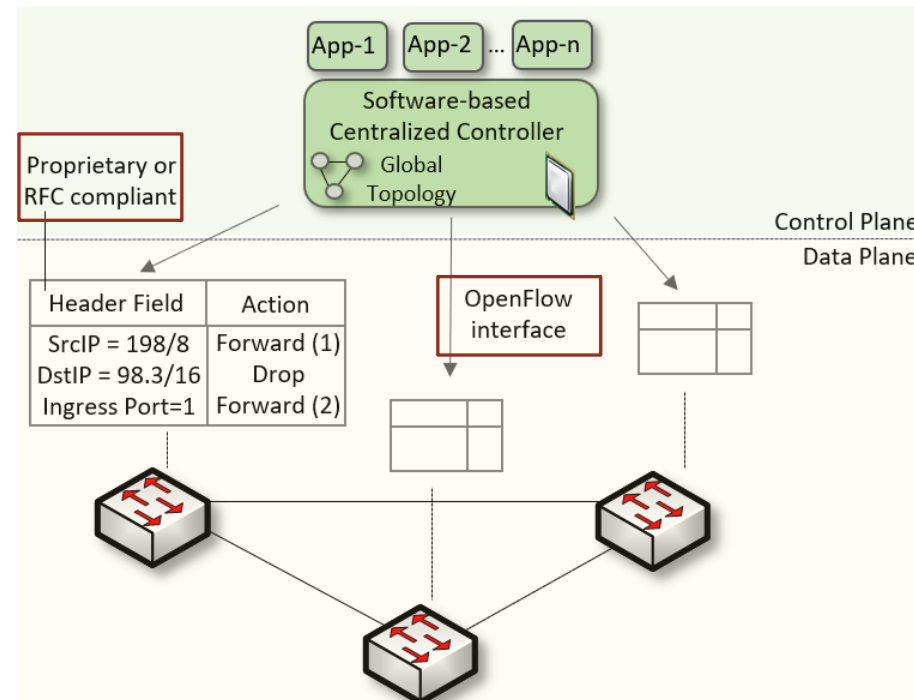 App-1 App-2 ... App-n
Software-based
Centralized Controller
Global
Topology
Proprietary or
RFC compliant
Control Plane
Data Plane
Header Field Action
SrcIP = 198/8 Forward (1)
DstIP = 98.3/16 Drop
Ingress Port=1 Forward (2)
OpenFlow
interface